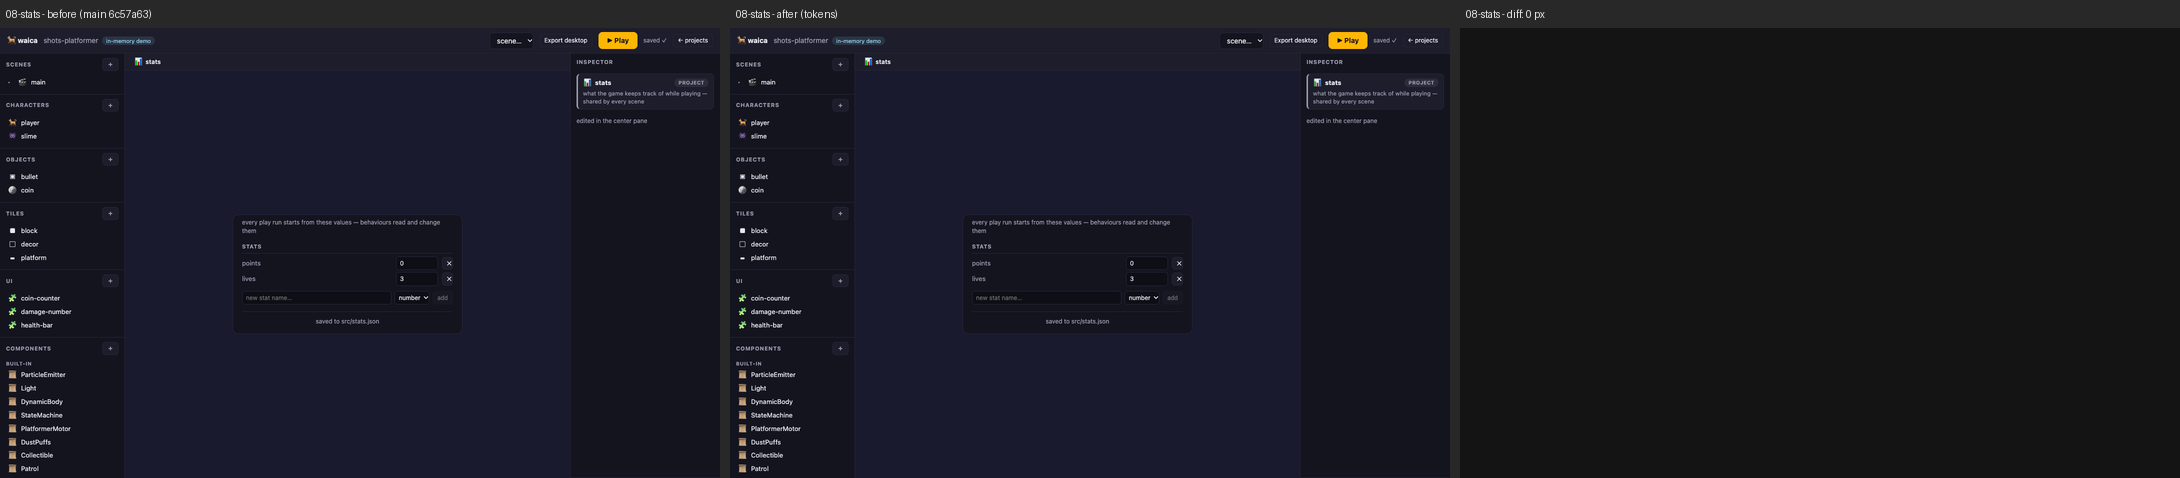 08-stats - before (main 6c57a63)
waica shots-platformer in-memory demo scene... Export desktop ▶ Play saved ✓ ← projects
SCENES +
main
CHARACTERS +
player
slime
OBJECTS +
bullet
coin
TILES +
block
decor
platform
UI +
coin-counter
damage-number
health-bar
COMPONENTS +
BUILT-IN
ParticleEmitter
Light
DynamicBody
StateMachine
PlatformerMotor
DustPuffs
Collectible
Patrol
stats
every play run starts from these values — behaviours read and change
them
STATS
points 0 ✕
lives 3 ✕
new stat name... number add
saved to src/stats.json
INSPECTOR
stats PROJECT
what the game keeps track of while playing —
shared by every scene
edited in the center pane
08-stats - after (tokens)
waica shots-platformer in-memory demo scene... Export desktop ▶ Play saved ✓ ← projects
SCENES +
main
CHARACTERS +
player
slime
OBJECTS +
bullet
coin
TILES +
block
decor
platform
UI +
coin-counter
damage-number
health-bar
COMPONENTS +
BUILT-IN
ParticleEmitter
Light
DynamicBody
StateMachine
PlatformerMotor
DustPuffs
Collectible
Patrol
stats
every play run starts from these values — behaviours read and change
them
STATS
points 0 ✕
lives 3 ✕
new stat name... number add
saved to src/stats.json
INSPECTOR
stats PROJECT
what the game keeps track of while playing —
shared by every scene
edited in the center pane
08-stats - diff: 0 px